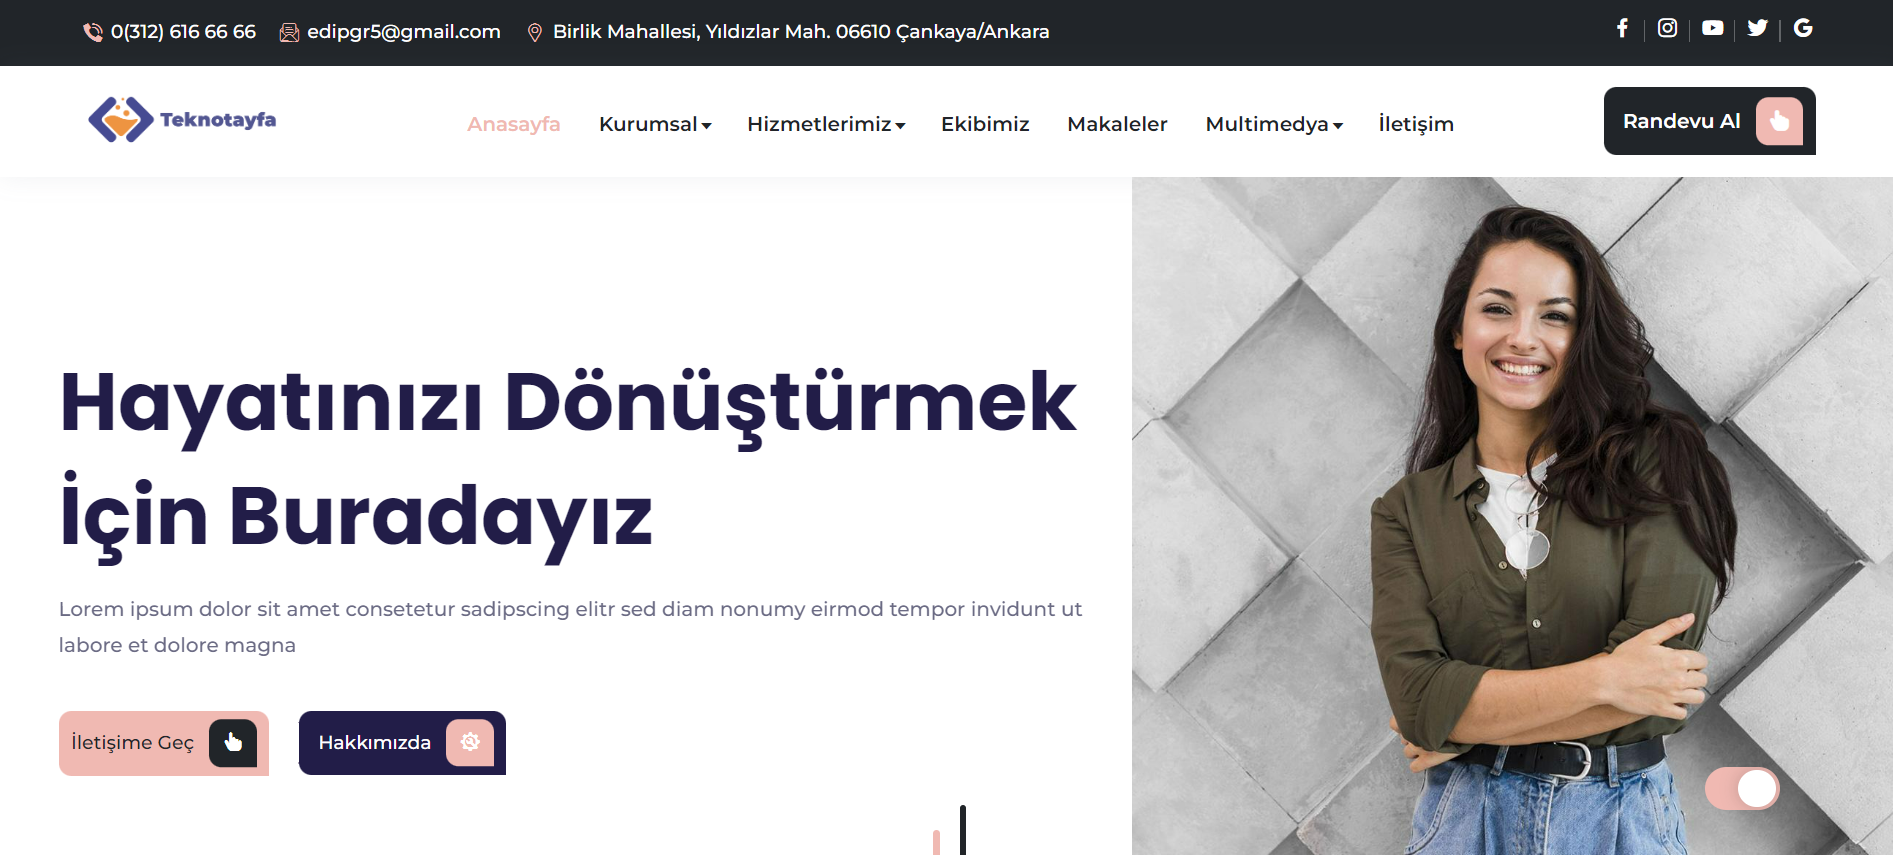 0(312) 616 66 66 edipgr5@gmail.com Birlik Mahallesi, Yıldızlar Mah. 06610 Çankaya/Ankara
Teknotayfa Anasayfa Kurumsal Hizmetlerimiz Ekibimiz Makaleler Multimedya İletişim Randevu Al
Hayatınızı Dönüştürmek
İçin Buradayız
Lorem ipsum dolor sit amet consetetur sadipscing elitr sed diam nonumy eirmod tempor invidunt ut
labore et dolore magna
İletişime Geç Hakkımızda